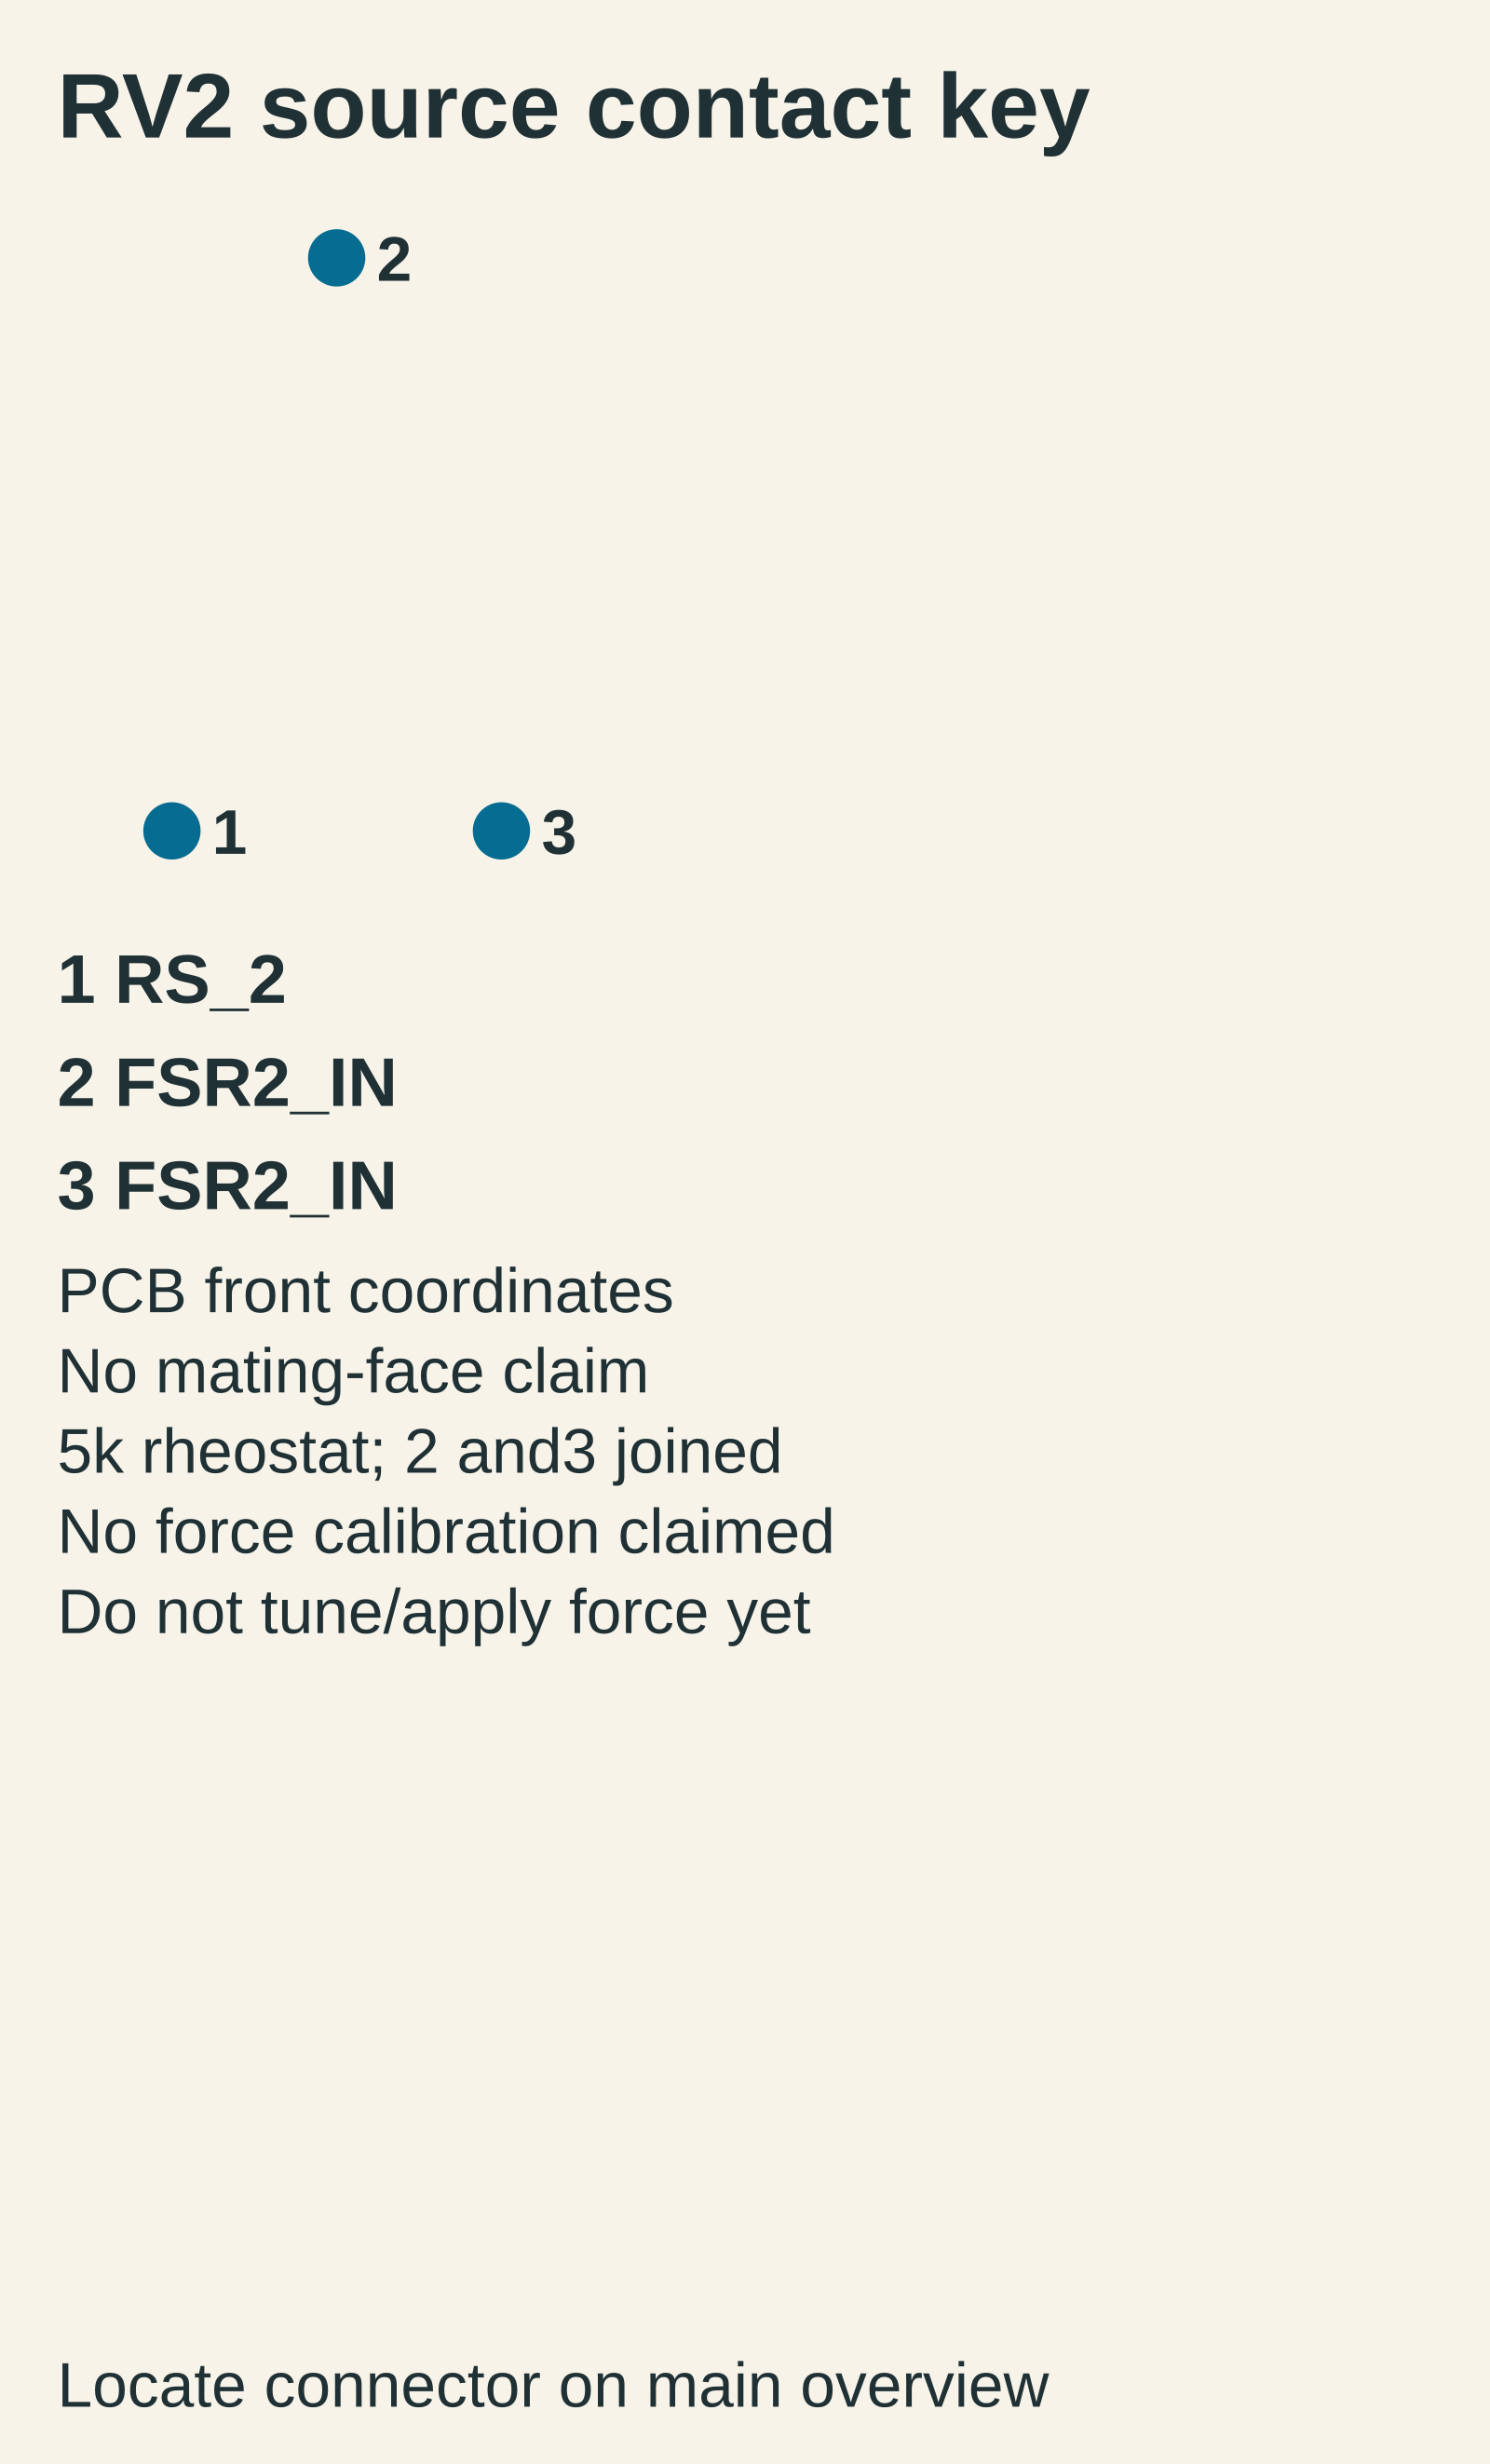 RV2 source contact key
2
1 3
1 RS_2
2 FSR2_IN
3 FSR2_IN
PCB front coordinates
No mating-face claim
5k rheostat; 2 and3 joined
No force calibration claimed
Do not tune/apply force yet
Locate connector on main overview